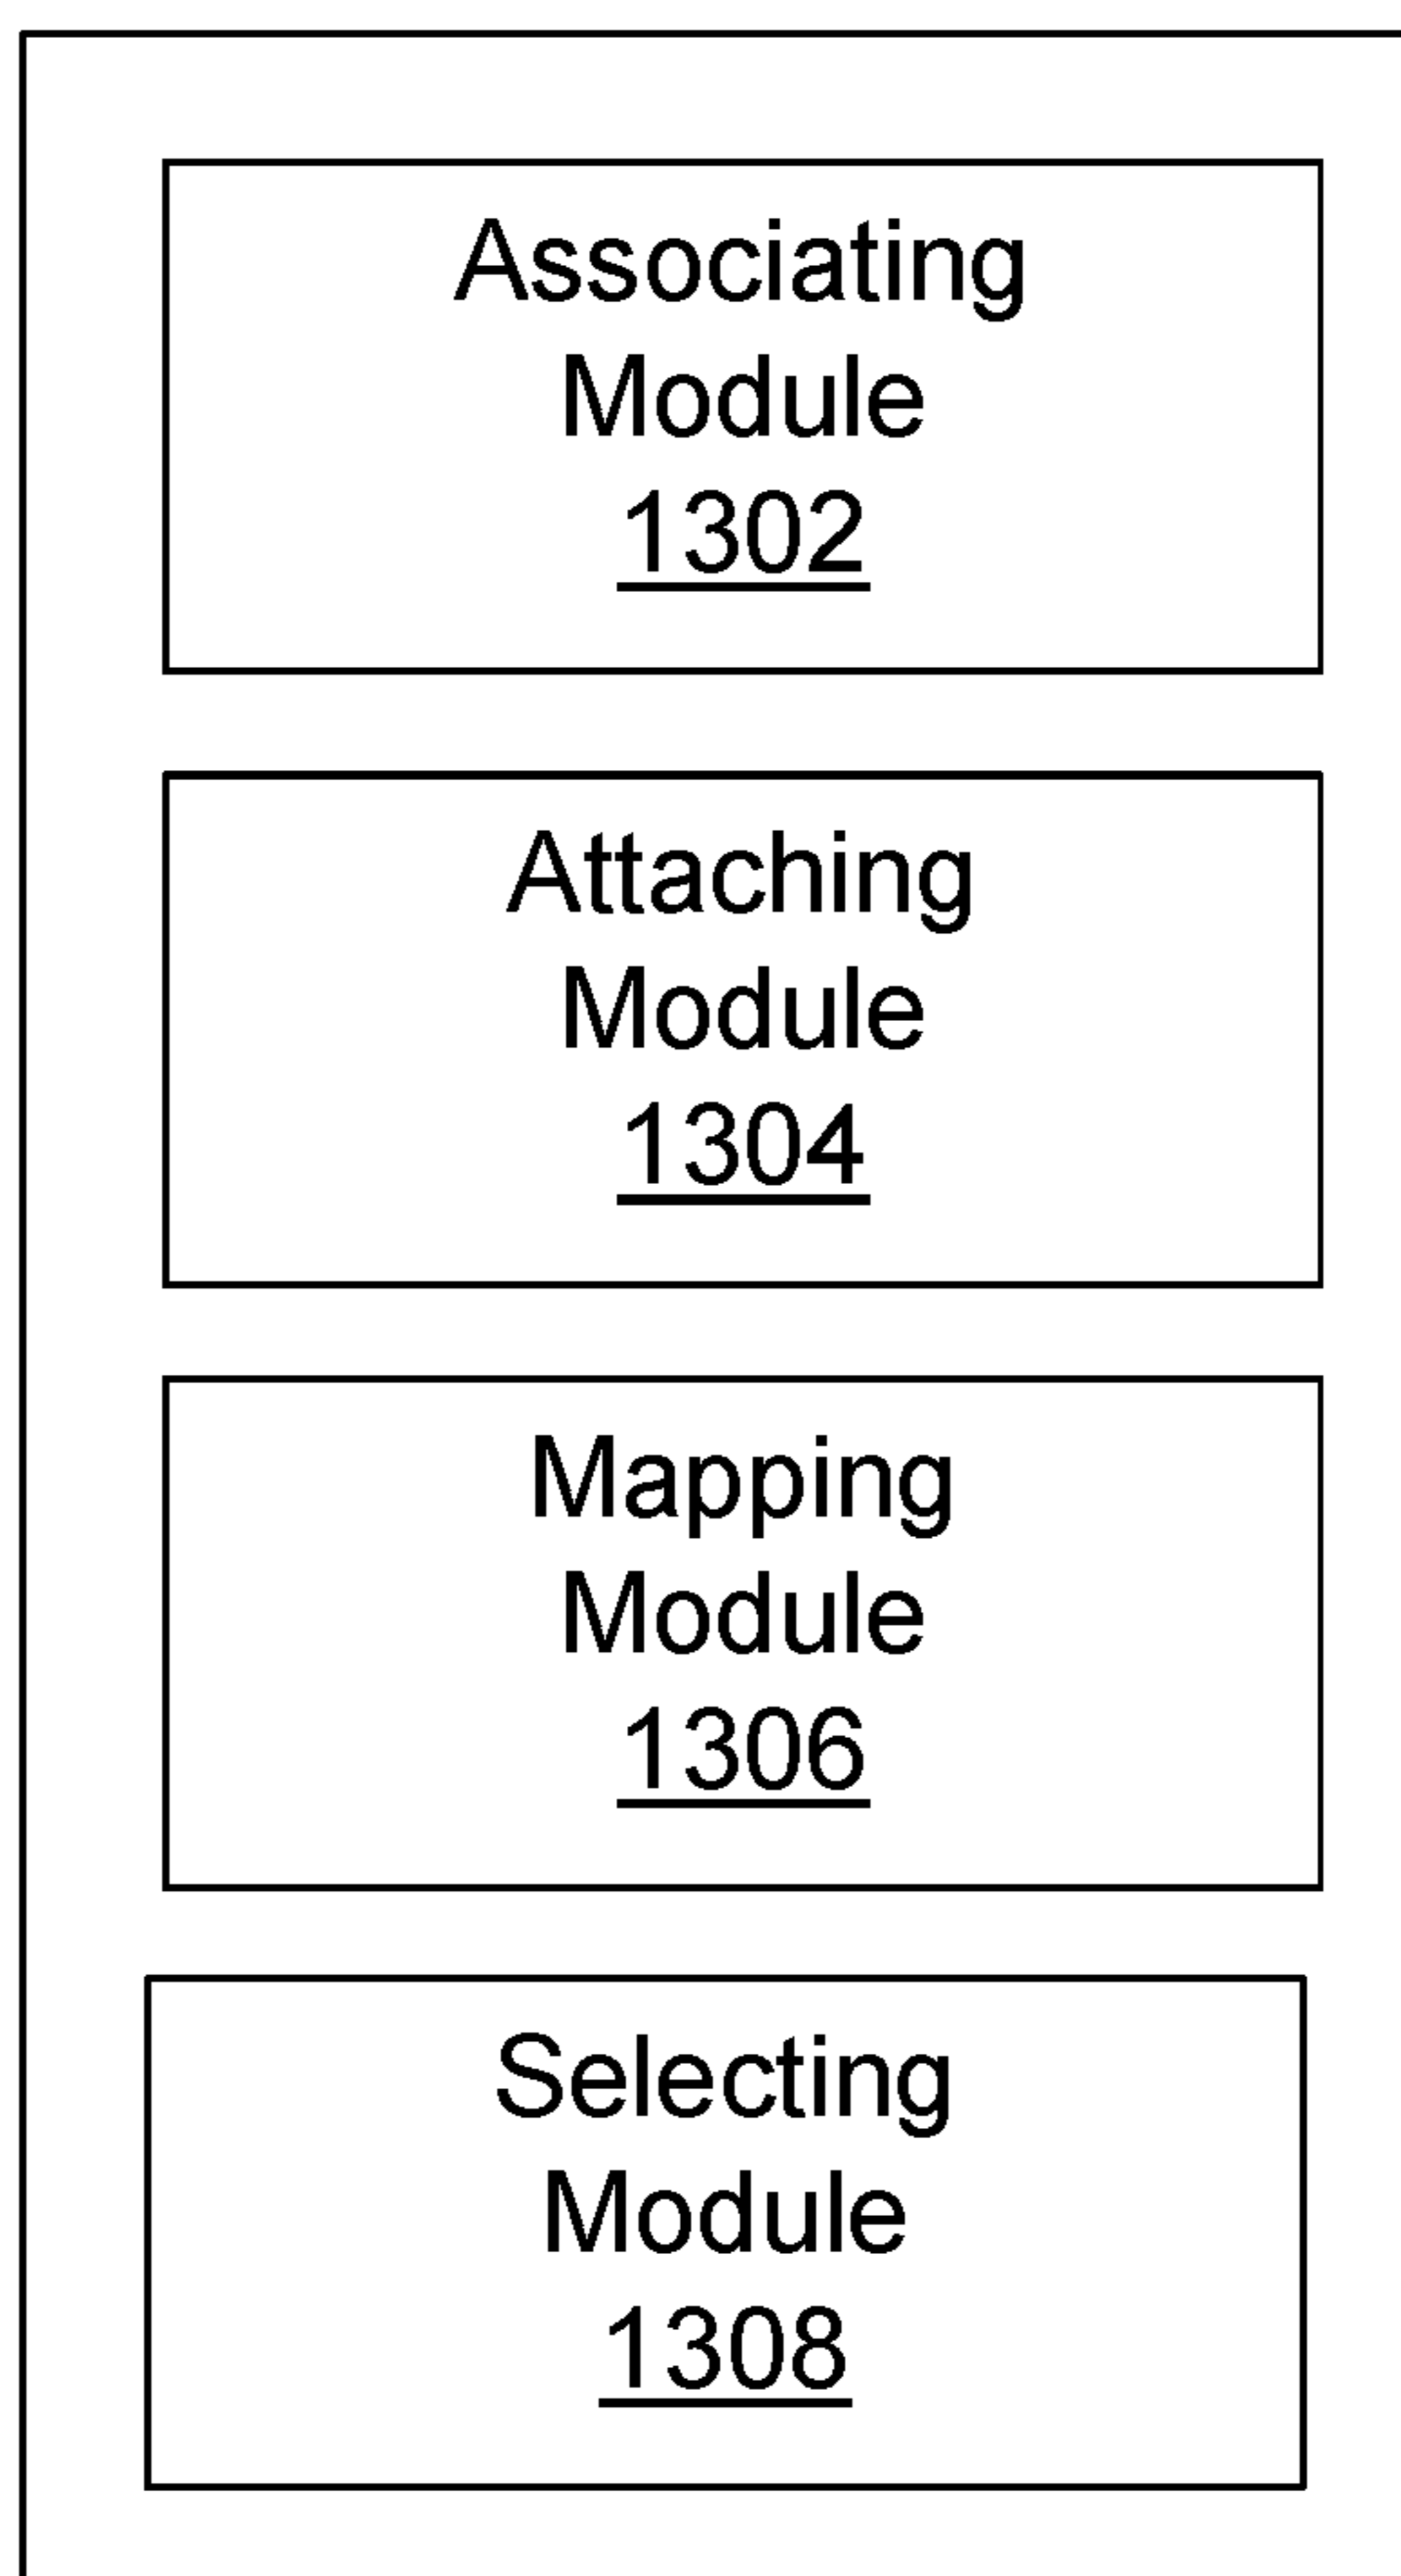 Associating
Module
1302
Attaching
Module
1304
Mapping
Module
1306
Selecting
Module
1308